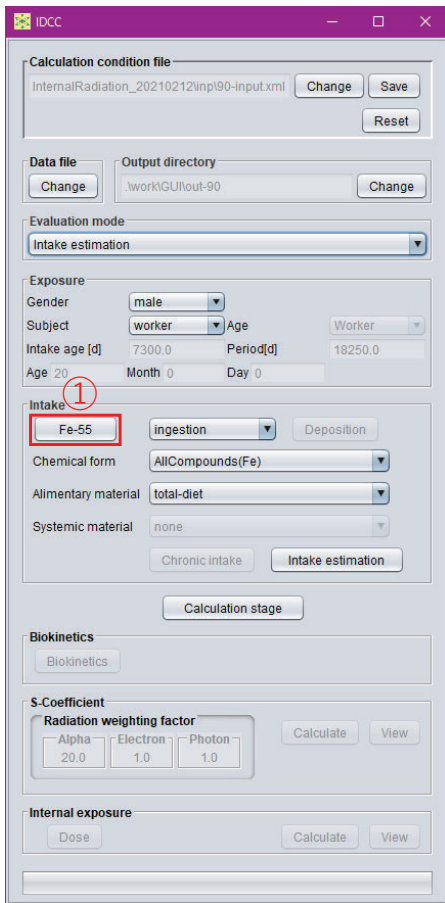 IDCC
Calculation condition file
InternalRadiation_20210212\inp\90-input.xml Change Save
Reset
Data file Output directory
Change .\work\GUI\out-90 Change
Evaluation mode
Intake estimation
Exposure
Gender male
Subject worker Age Worker
Intake age [d] 7300.0 Period[d] 18250.0
Age 20 Month 0 Day 0
①
Intake
Fe-55 ingestion Deposition
Chemical form AllCompounds(Fe)
Alimentary material total-diet
Systemic material none
Chronic intake Intake estimation
Calculation stage
Biokinetics
Biokinetics
S-Coefficient
Radiation weighting factor
Alpha Electron Photon Calculate View
20.0 1.0 1.0
Internal exposure
Dose Calculate View